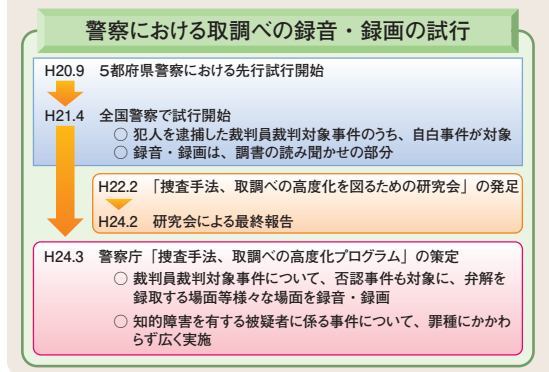 警察における取調べの録音・録画の試行
H20.9 5都府県警察における先行試行開始
H21.4 全国警察で試行開始
○ 犯人を逮捕した裁判員裁判対象事件のうち、自白事件が対象
○ 録音・録画は、調書の読み聞かせの部分
H22.2 「捜査手法、取調べの高度化を図るための研究会」の発足
H24.2 研究会による最終報告
H24.3 警察庁「捜査手法、取調べの高度化プログラム」の策定
○ 裁判員裁判対象事件について、否認事件も対象に、弁解を
録取する場面等様々な場面を録音・録画
○ 知的障害を有する被疑者に係る事件について、罪種にかかわ
らず広く実施